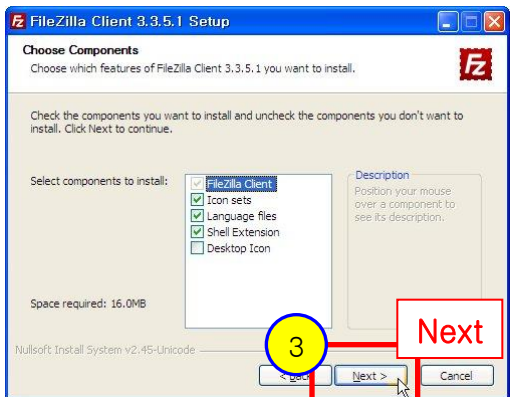 FileZilla Client 3.3.5.1 Setup
Choose Components
Choose which features of FileZilla Client 3.3.5.1 you want to install.
Fz
Check the components you want to install and uncheck the components you don't want to
install. Click Next to continue.
Select components to install:
FileZilla Client
Icon sets
Language files
Shell Extension
Desktop Icon
Description
Position your mouse
over a component to
see its description.
Space required: 16.0MB
Nullsoft Install System v2.45-Unicode
3
Next
Next >
Cancel